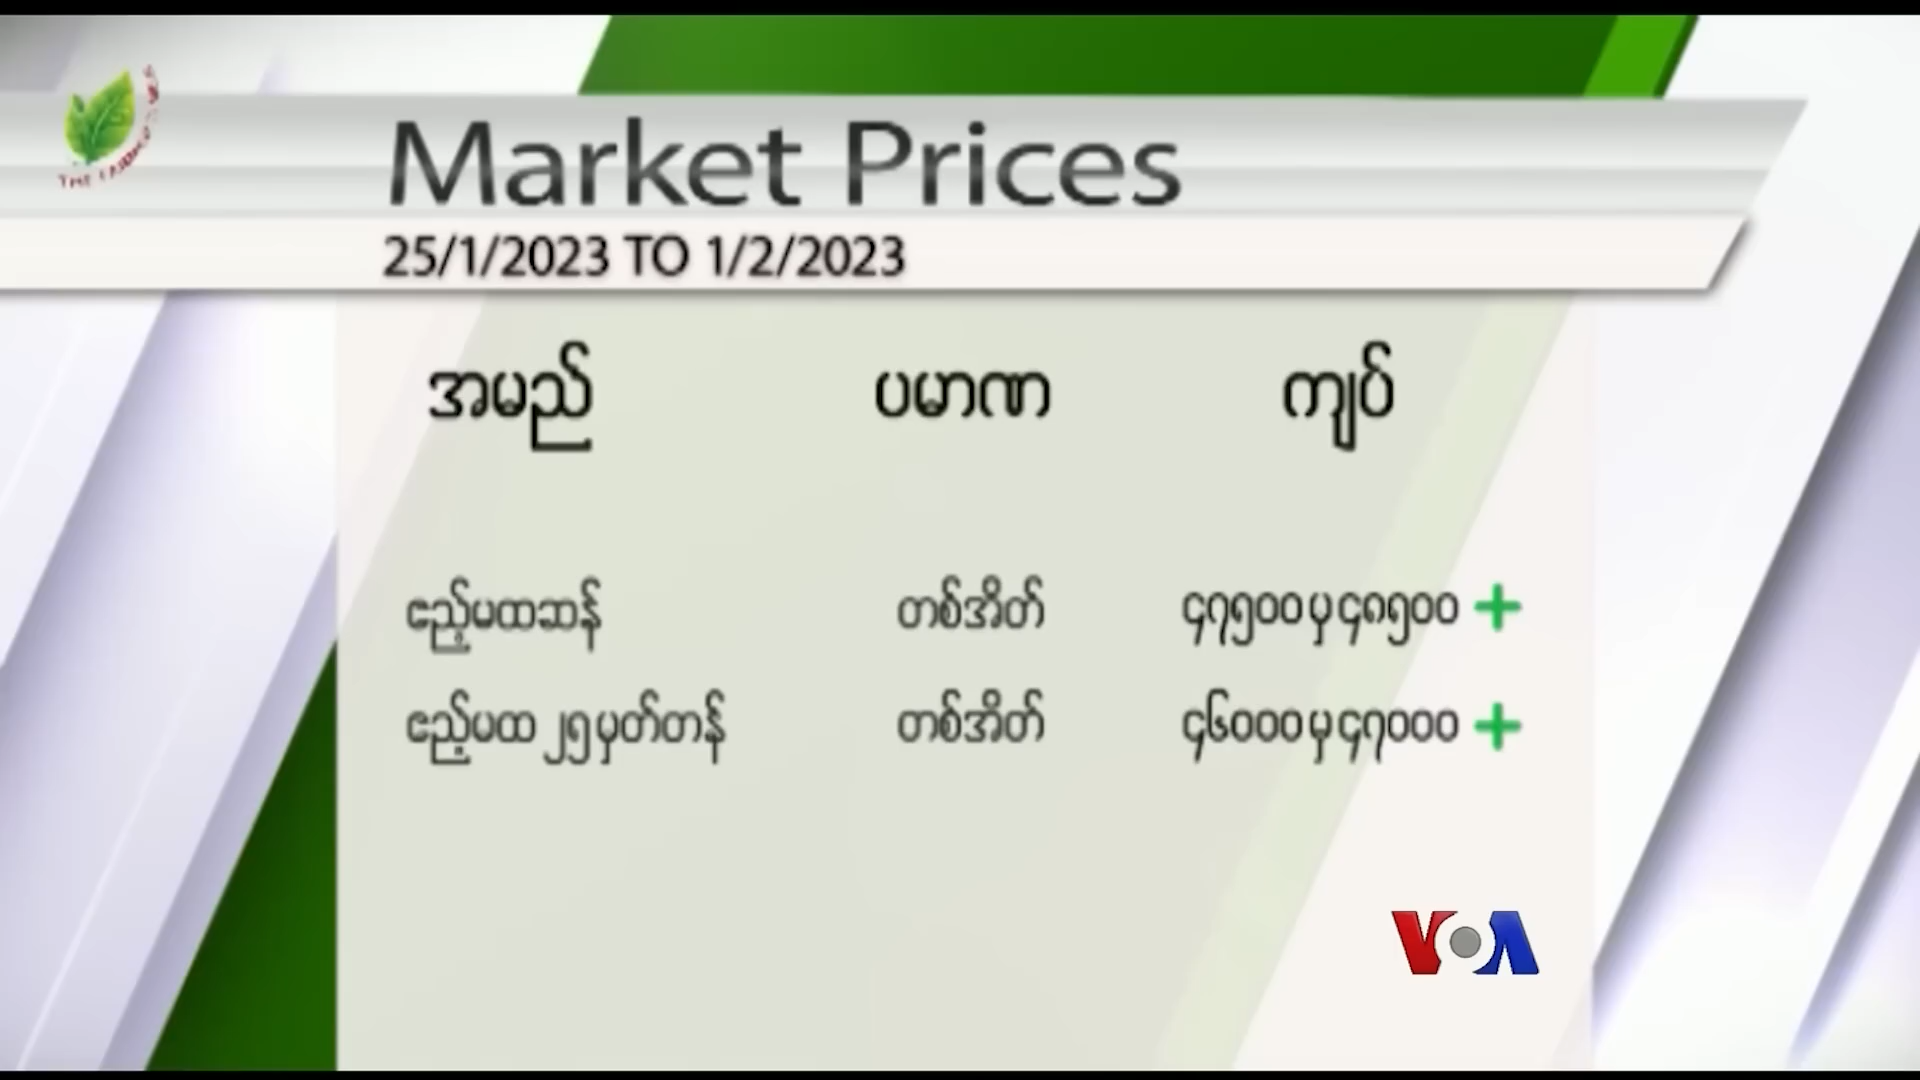 Market Prices
25/1/2023 TO 1/2/2023
အမည် ပမာဏ ကျပ်
ဧည့်မထဆန် တစ်အိတ် ၄၇၅၀၀ မှ ၄၈၅၀၀ +
ဧည့်မထ ၂၅ မှတ်တန် တစ်အိတ် ၄၆၀၀၀ မှ ၄၇၀၀၀ +
VOA
THE